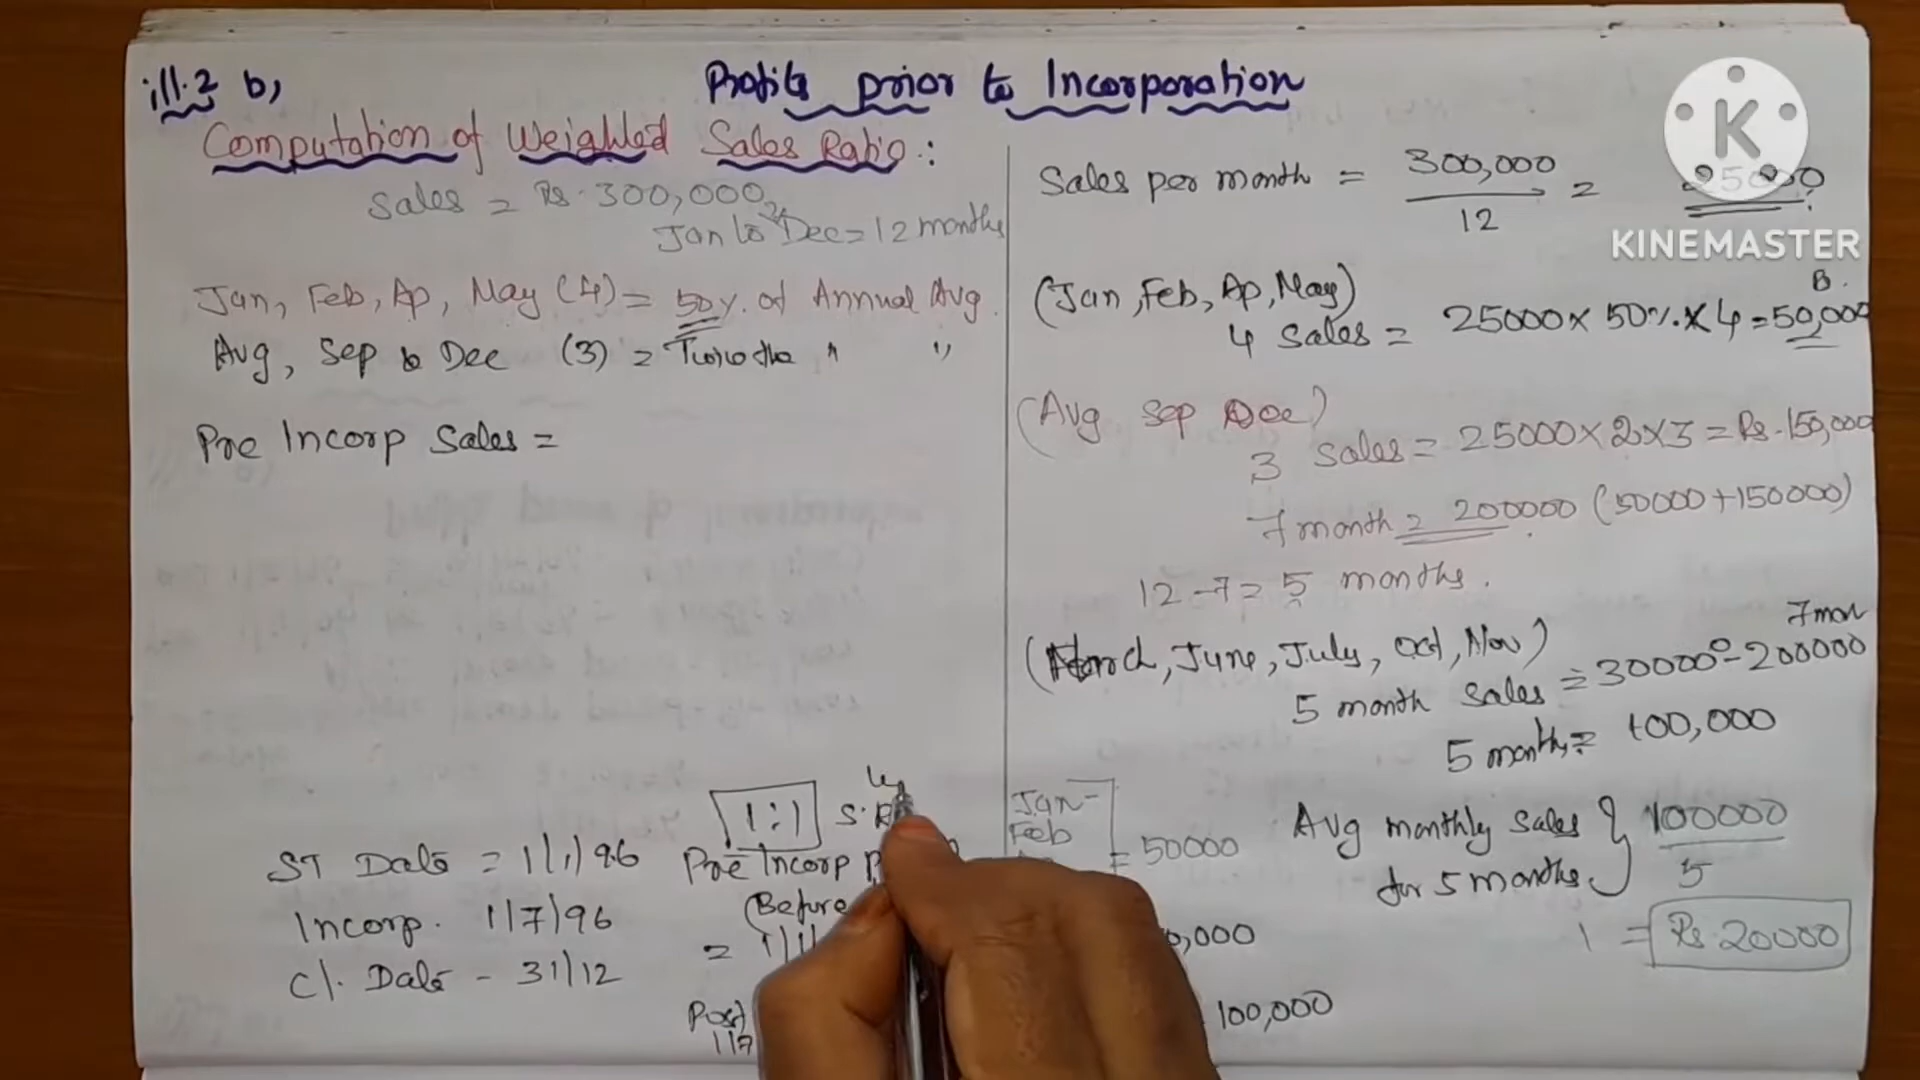 ill.2 b, Profits prior to Incorporation
Computation of Weighted Sales Ratio :
Sales = Rs. 300,000
Jan to Dec = 12 months
Jan, Feb, Ap, May (4) = 50% of Annual Avg.
Aug, Sep & Dec (3) = Twice the " "
Pre Incorp Sales =
1:1
ST Date = 1/1/96
Incorp. 1/7/96
Cl. Date - 31/12
Pre Incorp
(Before
= 1/1/
Post
1/7
Sales per month = 300,000 / 12 = 25000
K
KINEMASTER
(Jan, Feb, Ap, May)
4 Sales = 25000 × 50% × 4 = 50,000
(Aug Sep Dec)
3 Sales = 25000 × 2 × 3 = Rs. 150,000
7 month = 200000 (50000 + 150000)
12 - 7 = 5 months.
(March, June, July, Oct, Nov)
7 mon
5 month sales = 300000 - 200000
5 months = 100,000
Jan -
Feb
= 50000
0,000
100,000
Avg monthly sales } 100000
for 5 months. 5
= Rs. 20000